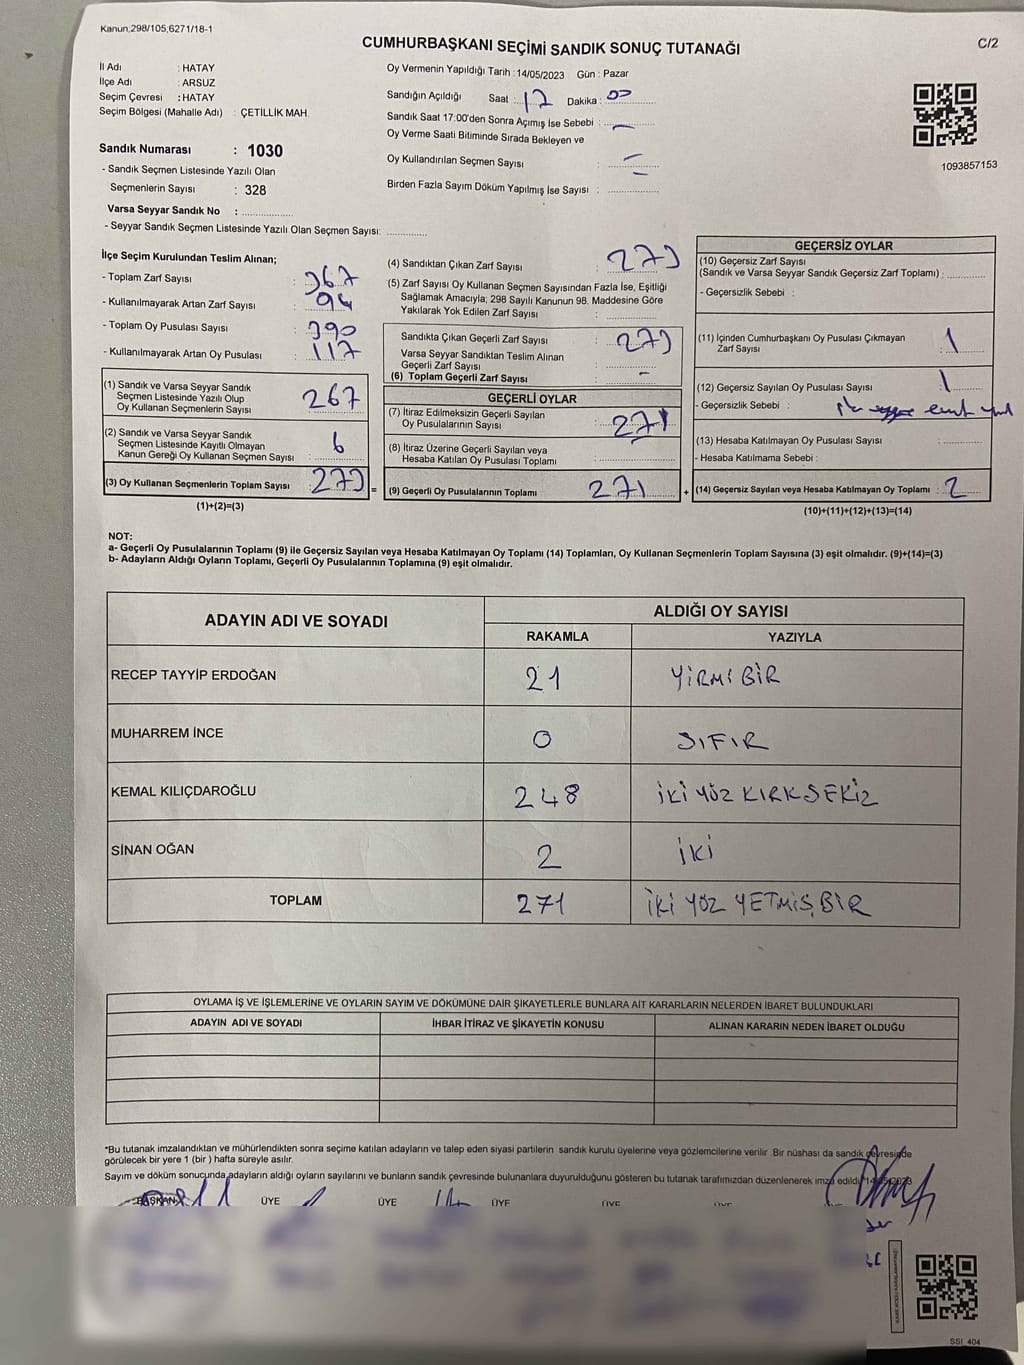 Kanun;298/105;6271/18-1
CUMHURBAŞKANI SEÇİMİ SANDIK SONUÇ TUTANAĞI
C/2
İl Adı : HATAY
İlçe Adı : ARSUZ
Seçim Çevresi : HATAY
Seçim Bölgesi (Mahalle Adı) : ÇETİLLİK MAH.
Sandık Numarası : 1030
- Sandık Seçmen Listesinde Yazılı Olan
Seçmenlerin Sayısı : 328
Varsa Seyyar Sandık No :
- Seyyar Sandık Seçmen Listesinde Yazılı Olan Seçmen Sayısı:
Oy Vermenin Yapıldığı Tarih : 14/05/2023 Gün : Pazar
Sandığın Açıldığı Saat : 17 Dakika : 00
Sandık Saat 17:00'den Sonra Açılmış İse Sebebi : —
Oy Verme Saati Bitiminde Sırada Bekleyen ve
Oy Kullandırılan Seçmen Sayısı : —
Birden Fazla Sayım Döküm Yapılmış İse Sayısı : —
1093857153
İlçe Seçim Kurulundan Teslim Alınan;
- Toplam Zarf Sayısı : 367
- Kullanılmayarak Artan Zarf Sayısı : 94
- Toplam Oy Pusulası Sayısı : 390
- Kullanılmayarak Artan Oy Pusulası : 117
(1) Sandık ve Varsa Seyyar Sandık
Seçmen Listesinde Yazılı Olup
Oy Kullanan Seçmenlerin Sayısı : 267
(2) Sandık ve Varsa Seyyar Sandık
Seçmen Listesinde Kayıtlı Olmayan
Kanun Gereği Oy Kullanan Seçmen Sayısı : 6
(3) Oy Kullanan Seçmenlerin Toplam Sayısı : 273 =
(1)+(2)=(3)
(4) Sandıktan Çıkan Zarf Sayısı : 273
(5) Zarf Sayısı Oy Kullanan Seçmen Sayısından Fazla İse, Eşitliği
Sağlamak Amacıyla; 298 Sayılı Kanunun 98. Maddesine Göre
Yakılarak Yok Edilen Zarf Sayısı :
Sandıkta Çıkan Geçerli Zarf Sayısı : 273
Varsa Seyyar Sandıktan Teslim Alınan
Geçerli Zarf Sayısı :
(6) Toplam Geçerli Zarf Sayısı : —
GEÇERLİ OYLAR
(7) İtiraz Edilmeksizin Geçerli Sayılan
Oy Pusulalarının Sayısı : 271
(8) İtiraz Üzerine Geçerli Sayılan veya
Hesaba Katılan Oy Pusulası Toplamı :
(9) Geçerli Oy Pusulalarının Toplamı : 271 +
GEÇERSİZ OYLAR
(10) Geçersiz Zarf Sayısı
(Sandık ve Varsa Seyyar Sandık Geçersiz Zarf Toplamı) :
- Geçersizlik Sebebi :
(11) İçinden Cumhurbaşkanı Oy Pusulası Çıkmayan
Zarf Sayısı : 1
(12) Geçersiz Sayılan Oy Pusulası Sayısı : 1
- Geçersizlik Sebebi :
(13) Hesaba Katılmayan Oy Pusulası Sayısı :
- Hesaba Katılmama Sebebi :
(14) Geçersiz Sayılan veya Hesaba Katılmayan Oy Toplamı : 2
(10)+(11)+(12)+(13)=(14)
NOT:
a- Geçerli Oy Pusulalarının Toplamı (9) ile Geçersiz Sayılan veya Hesaba Katılmayan Oy Toplamı (14) Toplamları, Oy Kullanan Seçmenlerin Toplam Sayısına (3) eşit olmalıdır. (9)+(14)=(3)
b- Adayların Aldığı Oyların Toplamı, Geçerli Oy Pusulalarının Toplamına (9) eşit olmalıdır.
ADAYIN ADI VE SOYADI
ALDIĞI OY SAYISI
RAKAMLA YAZIYLA
RECEP TAYYİP ERDOĞAN 21 YİRMİ BİR
MUHARREM İNCE 0 SIFIR
KEMAL KILIÇDAROĞLU 248 İKİ YÜZ KIRK SEKİZ
SİNAN OĞAN 2 İKİ
TOPLAM 271 İKİ YÜZ YETMİŞ BİR
OYLAMA İŞ VE İŞLEMLERİNE VE OYLARIN SAYIM VE DÖKÜMÜNE DAİR ŞİKAYETLERLE BUNLARA AİT KARARLARIN NELERDEN İBARET BULUNDUKLARI
ADAYIN ADI VE SOYADI İHBAR İTİRAZ VE ŞİKAYETİN KONUSU ALINAN KARARIN NEDEN İBARET OLDUĞU
*Bu tutanak imzalandıktan ve mühürlendikten sonra seçime katılan adayların ve talep eden siyasi partilerin sandık kurulu üyelerine veya gözlemcilerine verilir .Bir nüshası da sandık çevresinde
görülecek bir yere 1 (bir ) hafta süreyle asılır.
Sayım ve döküm sonucunda,adayların aldığı oyların sayılarını ve bunların sandık çevresinde bulunanlara duyurulduğunu gösteren bu tutanak tarafımızdan düzenlenerek imza edildi.
BAŞKAN ÜYE ÜYE ÜYE ÜYE ÜYE
SSI_404